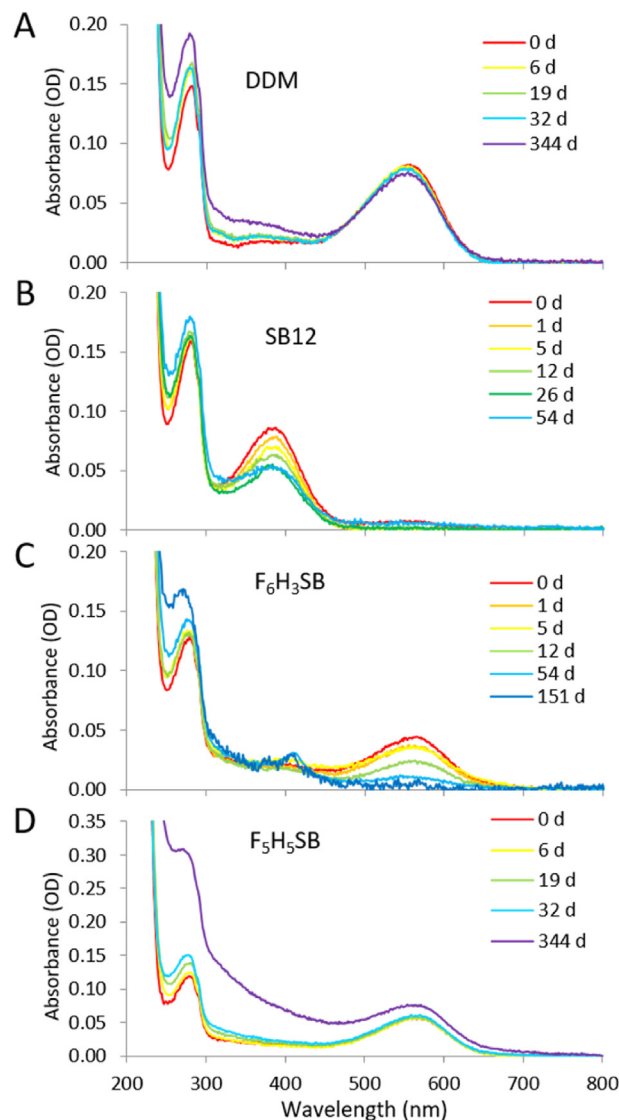 A
Absorbance (OD)
0.20
0.15
0.10
0.05
0.00
DDM
0 d
6 d
19 d
32 d
344 d
B
Absorbance (OD)
0.20
0.15
0.10
0.05
0.00
SB12
0 d
1 d
5 d
12 d
26 d
54 d
C
Absorbance (OD)
0.20
0.15
0.10
0.05
0.00
F₆H₃SB
0 d
1 d
5 d
12 d
54 d
151 d
D
Absorbance (OD)
0.35
0.30
0.25
0.20
0.15
0.10
0.05
0.00
F₅H₅SB
0 d
6 d
19 d
32 d
344 d
200 300 400 500 600 700 800
Wavelength (nm)